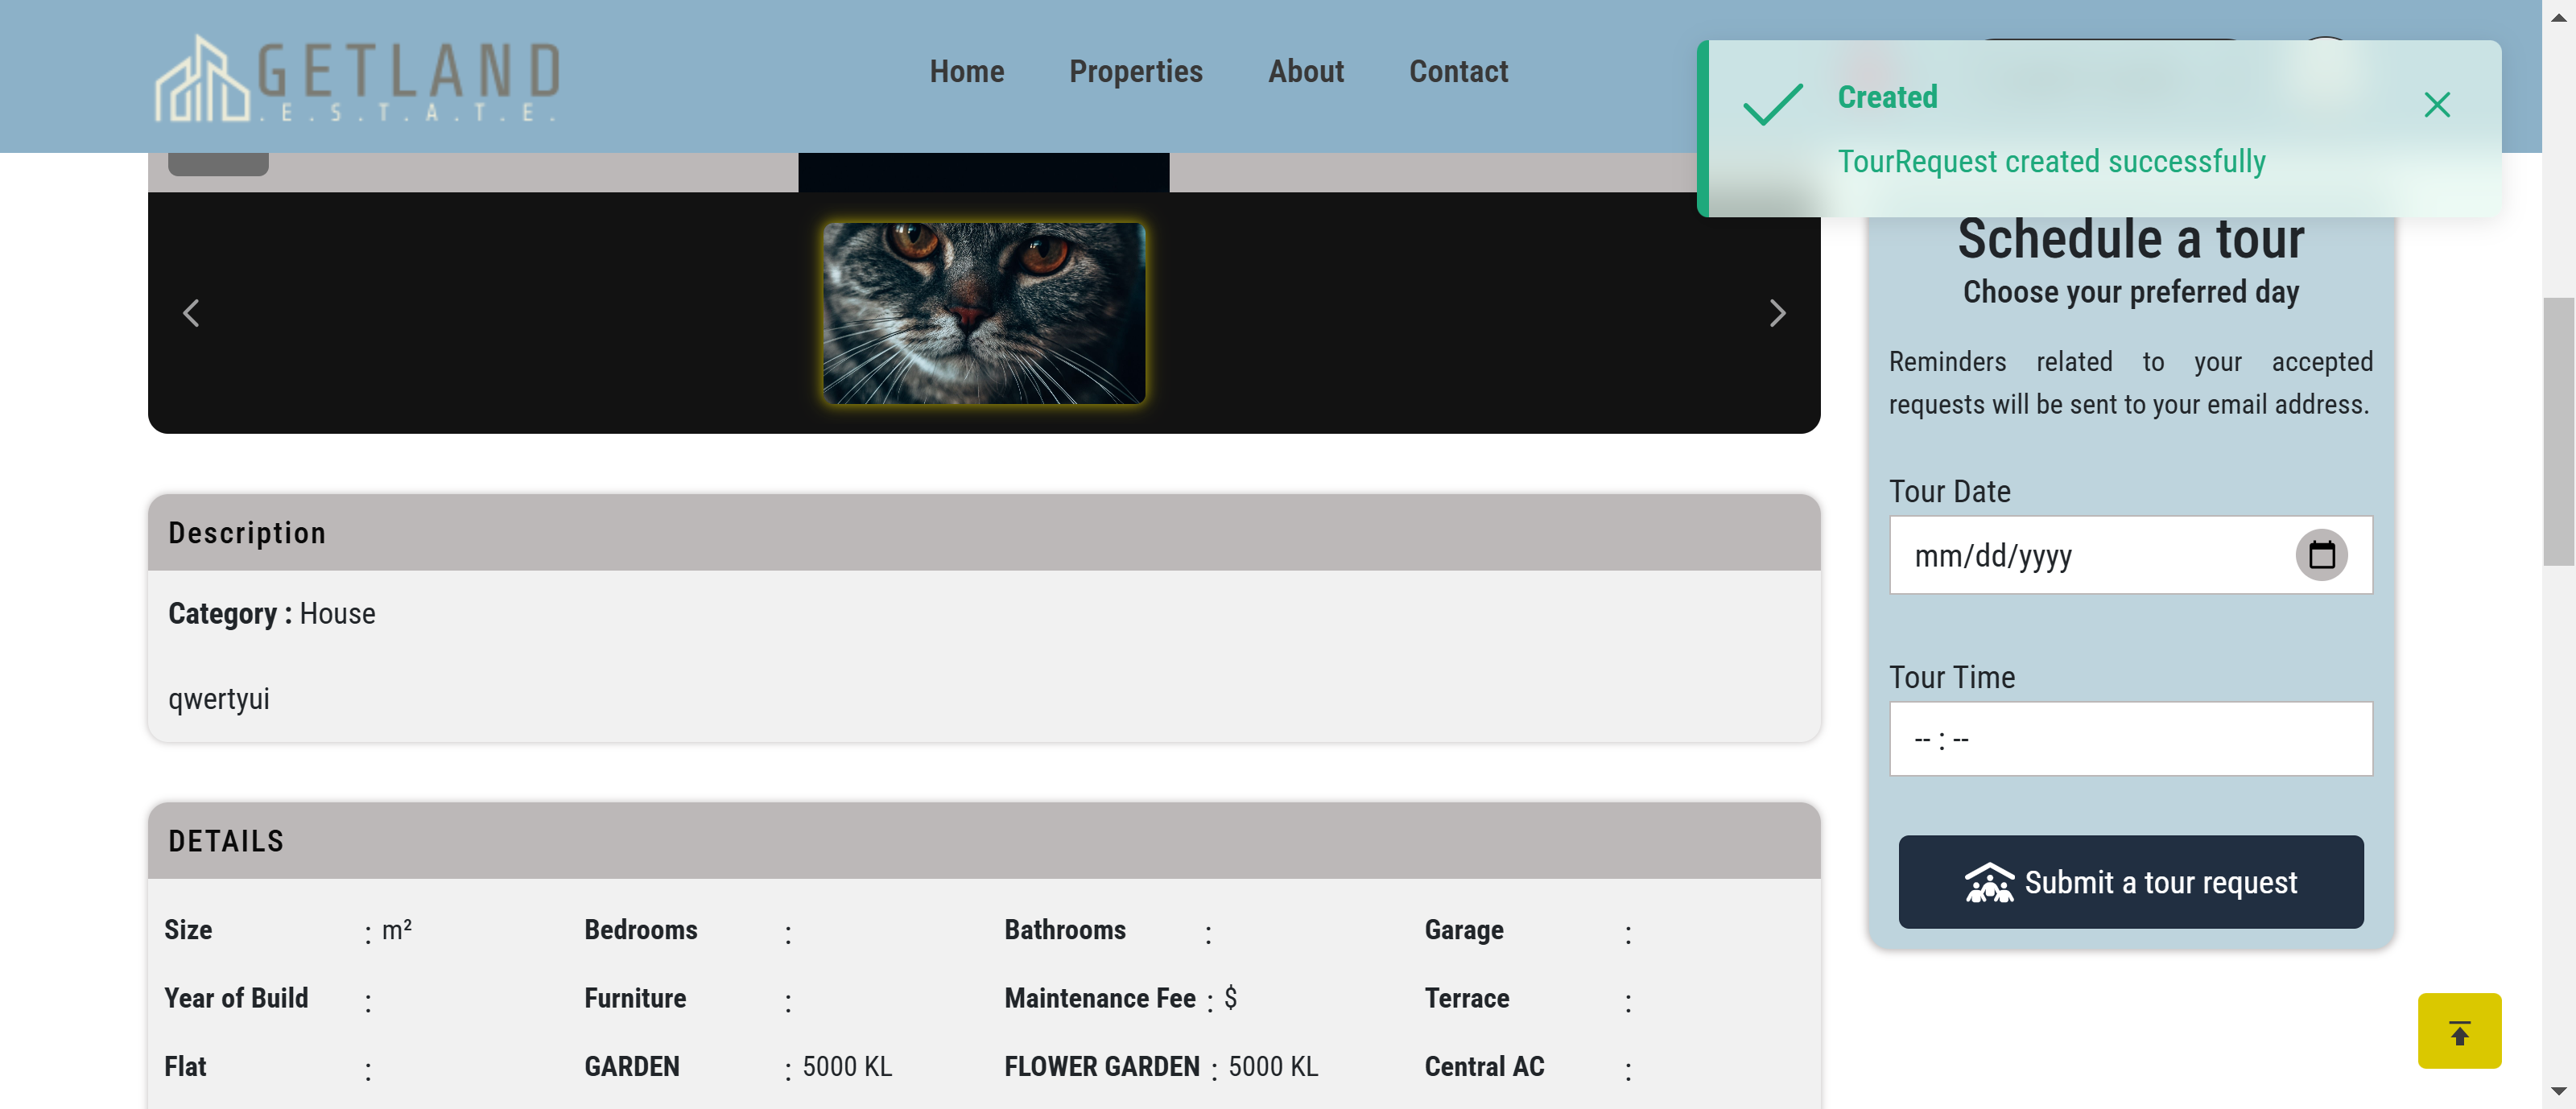 GETLAND
.E.S.T.A.T.E.
Home Properties About Contact
Created
TourRequest created successfully
Schedule a tour
Choose your preferred day
Reminders related to your accepted
requests will be sent to your email address.
Tour Date
mm/dd/yyyy
Tour Time
-- : --
Submit a tour request
Description
Category : House
qwertyui
DETAILS
Size : m² Bedrooms : Bathrooms : Garage :
Year of Build : Furniture : Maintenance Fee : $ Terrace :
Flat : GARDEN : 5000 KL FLOWER GARDEN : 5000 KL Central AC :